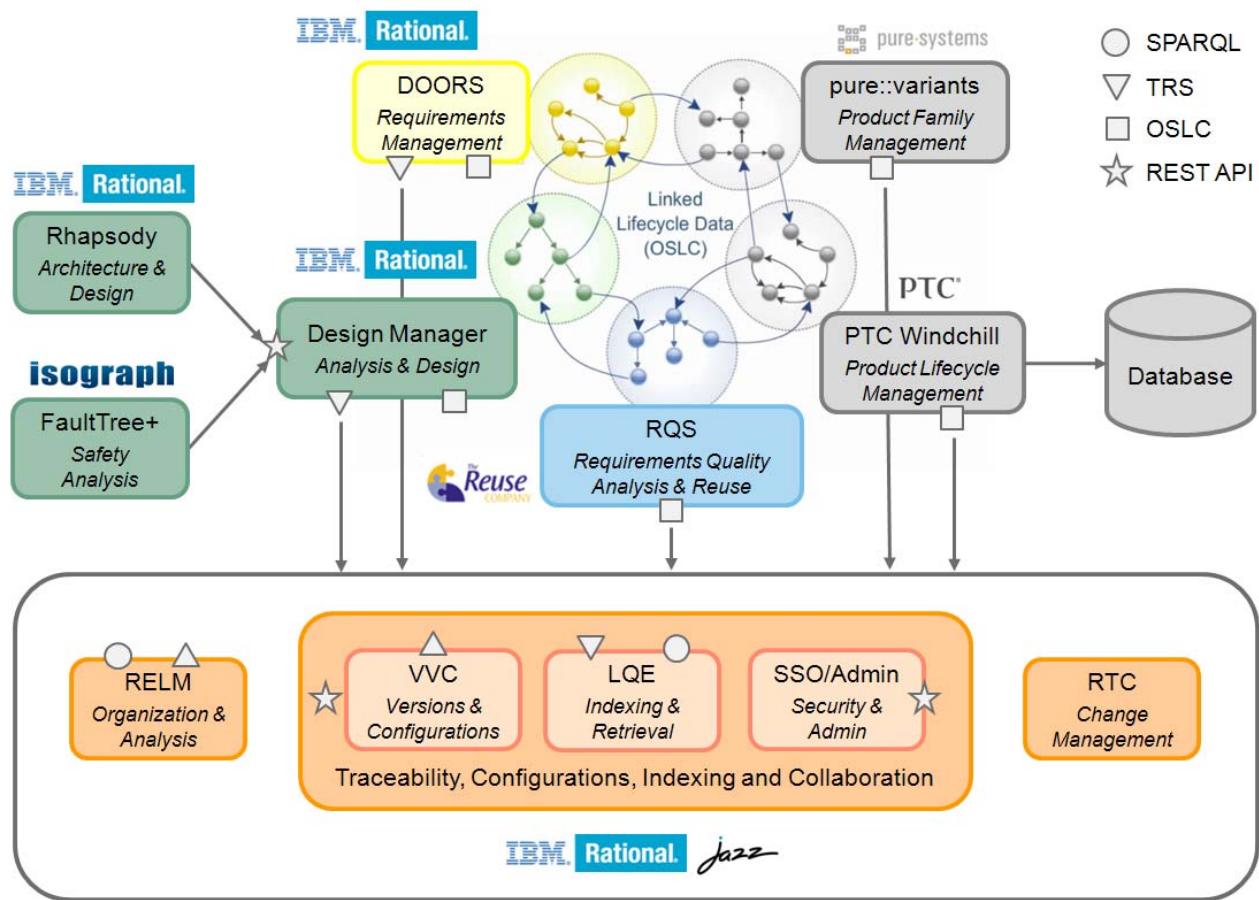 IBM. Rational.
DOORS
Requirements
Management
pure-systems
pure::variants
Product Family
Management
SPARQL
TRS
OSLC
REST API
Linked
Lifecycle Data
(OSLC)
IBM. Rational.
Rhapsody
Architecture &
Design
IBM. Rational.
Design Manager
Analysis & Design
isograph
FaultTree+
Safety
Analysis
PTC®
PTC Windchill
Product Lifecycle
Management
Database
The
Reuse
COMPANY
RQS
Requirements Quality
Analysis & Reuse
RELM
Organization &
Analysis
VVC
Versions &
Configurations
LQE
Indexing &
Retrieval
SSO/Admin
Security &
Admin
RTC
Change
Management
Traceability, Configurations, Indexing and Collaboration
IBM. Rational. jazz